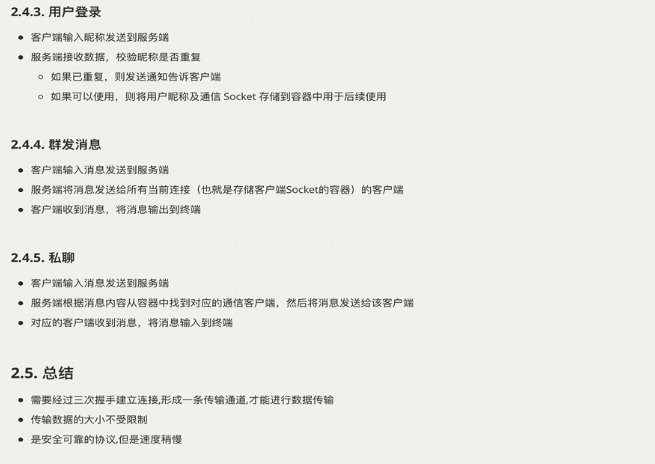 2.4.3. 用户登录
● 客户端输入昵称发送到服务端
● 服务端接收数据，校验昵称是否重复
○ 如果已重复，则发送通知告诉客户端
○ 如果可以使用，则将用户昵称及通信 Socket 存储到容器中用于后续使用
2.4.4. 群发消息
● 客户端输入消息发送到服务端
● 服务端将消息发送给所有当前连接（也就是存储客户端Socket的容器）的客户端
● 客户端收到消息，将消息输出到终端
2.4.5. 私聊
● 客户端输入消息发送到服务端
● 服务端根据消息内容从容器中找到对应的通信客户端，然后将消息发送给该客户端
● 对应的客户端收到消息，将消息输入到终端
2.5. 总结
● 需要经过三次握手建立连接,形成一条传输通道,才能进行数据传输
● 传输数据的大小不受限制
● 是安全可靠的协议,但是速度稍慢